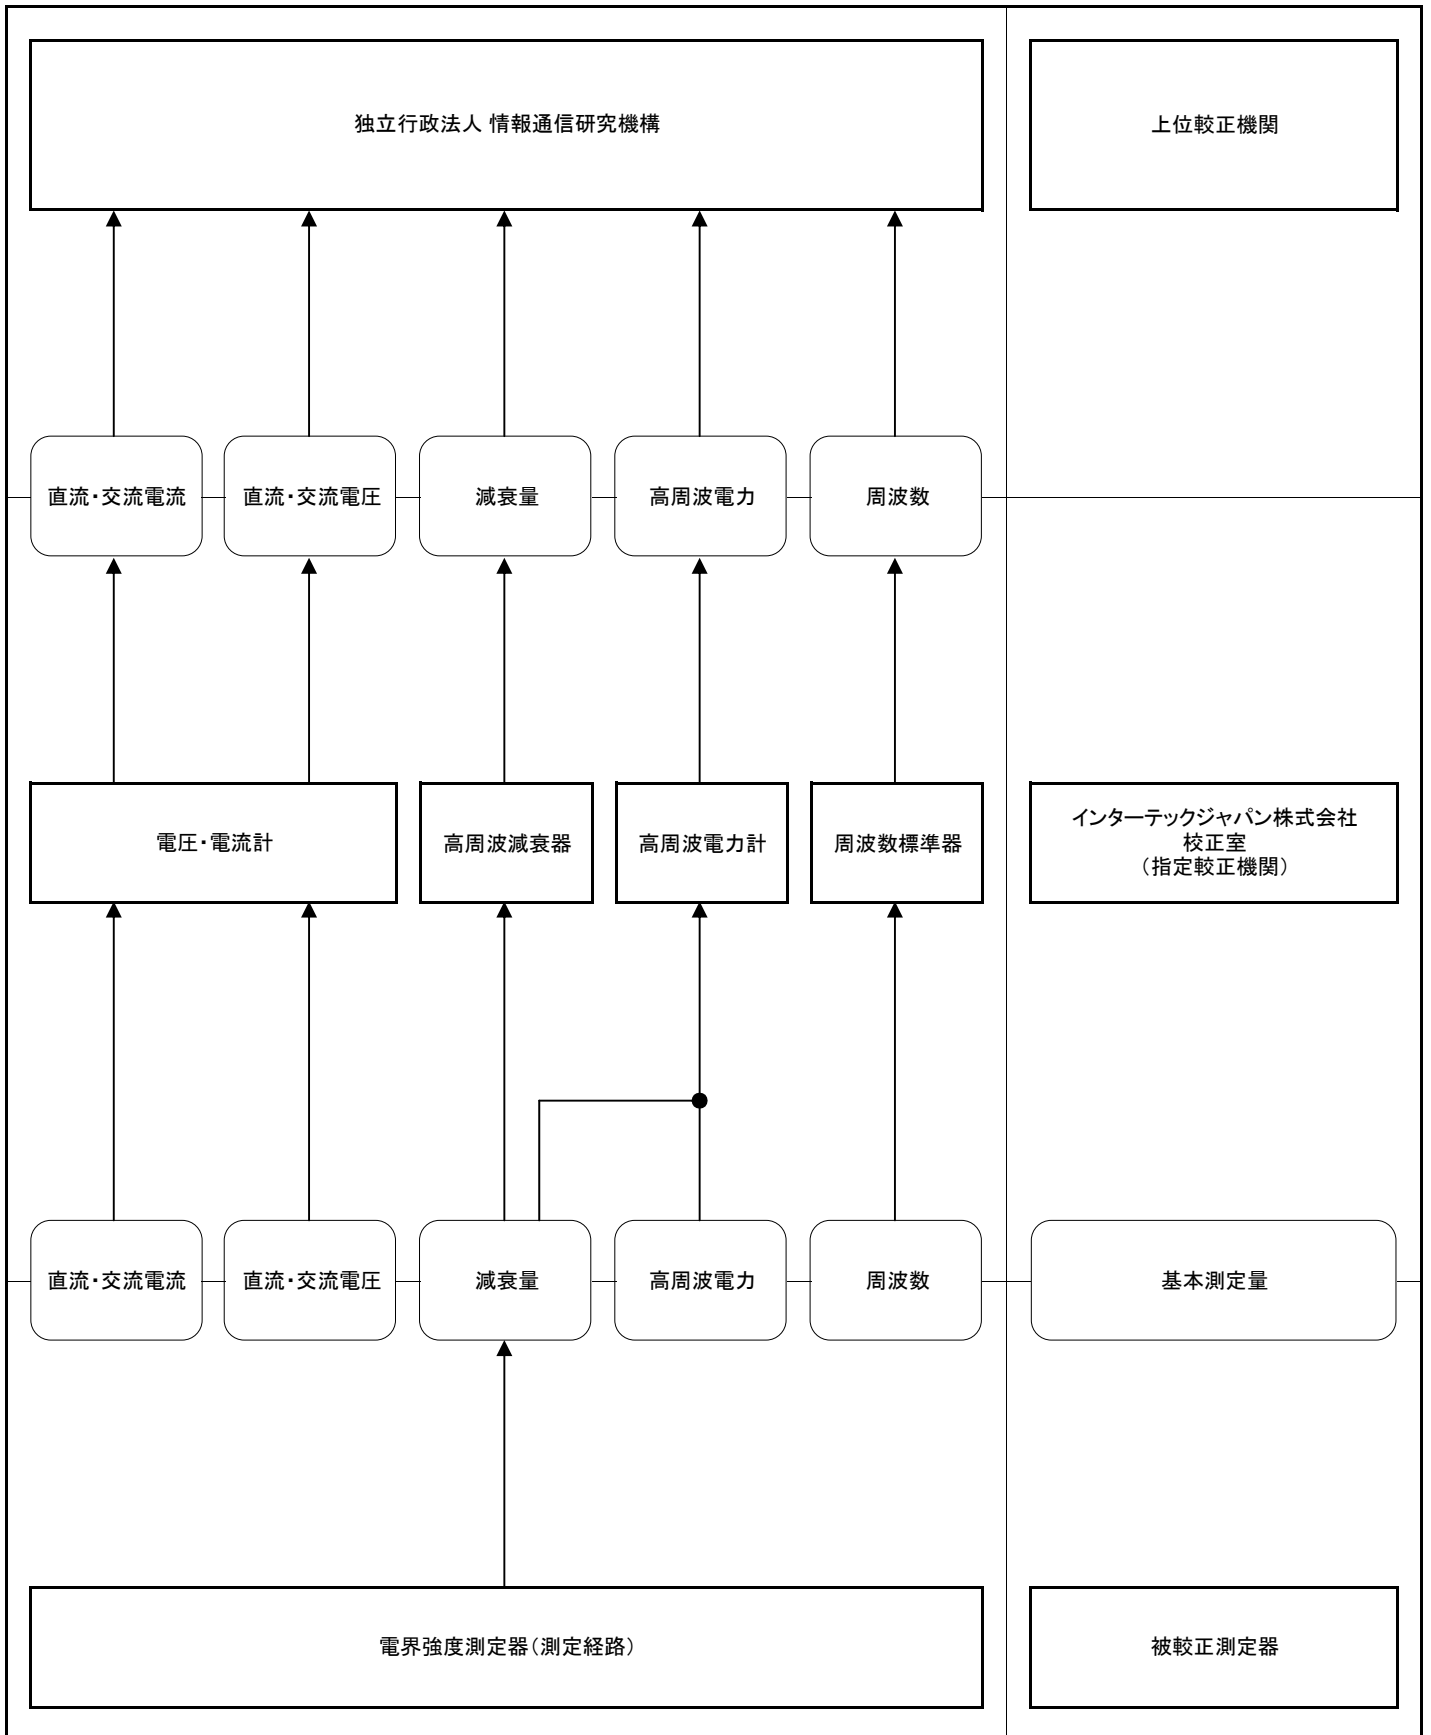 独立行政法人 情報通信研究機構
上位較正機関
直流・交流電流
直流・交流電圧
減衰量
高周波電力
周波数
電圧・電流計
高周波減衰器
高周波電力計
周波数標準器
インターテックジャパン株式会社
校正室
（指定較正機関）
直流・交流電流
直流・交流電圧
減衰量
高周波電力
周波数
基本測定量
電界強度測定器（測定経路）
被較正測定器